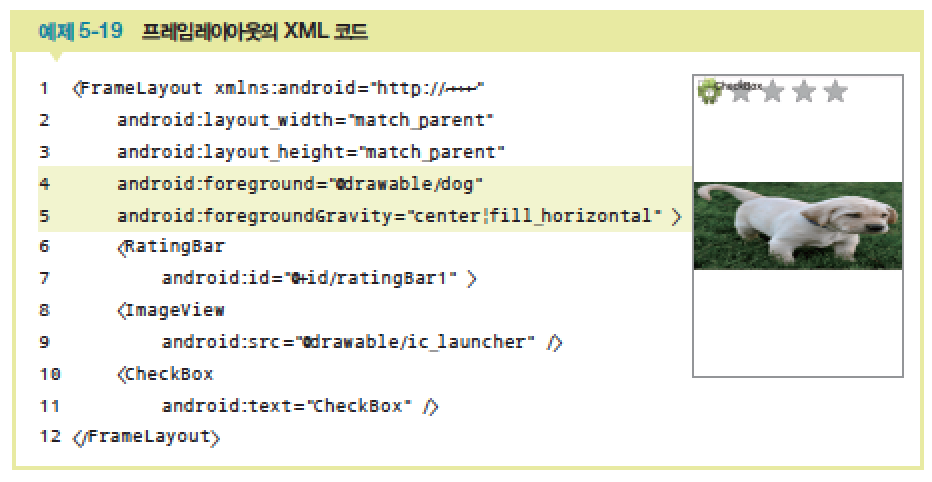 예제 5-19 프레임레이아웃의 XML 코드
1 <FrameLayout xmlns:android="http://~~~"
2 android:layout_width="match_parent"
3 android:layout_height="match_parent"
4 android:foreground="@drawable/dog"
5 android:foregroundGravity="center|fill_horizontal" >
6 <RatingBar
7 android:id="@+id/ratingBar1" >
8 <ImageView
9 android:src="@drawable/ic_launcher" />
10 <CheckBox
11 android:text="CheckBox" />
12 </FrameLayout>
CheckBox